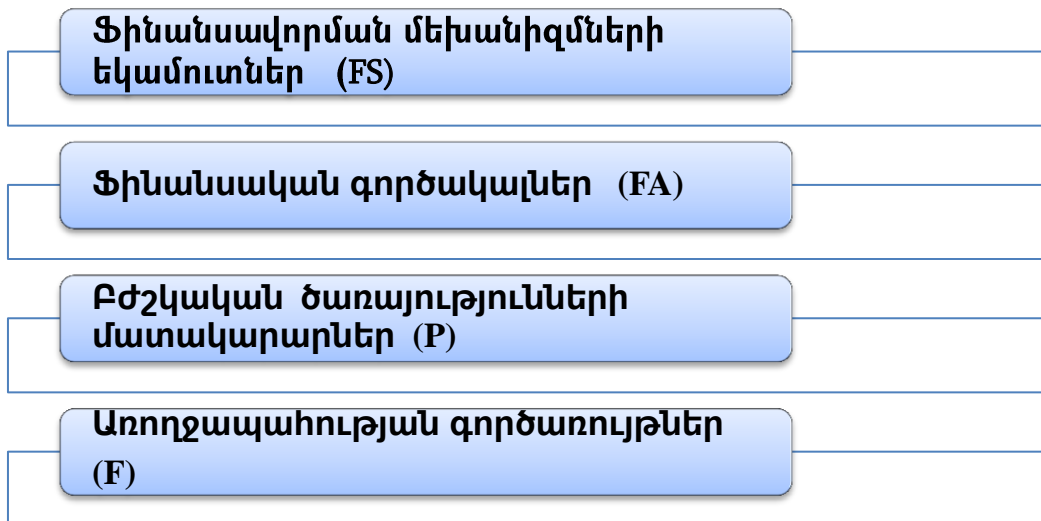 Ֆինանսավորման մեխանիզմների
եկամուտներ (FS)
Ֆինանսական գործակալներ (FA)
Բժշկական ծառայությունների
մատակարարներ (P)
Առողջապահության գործառույթներ
(F)